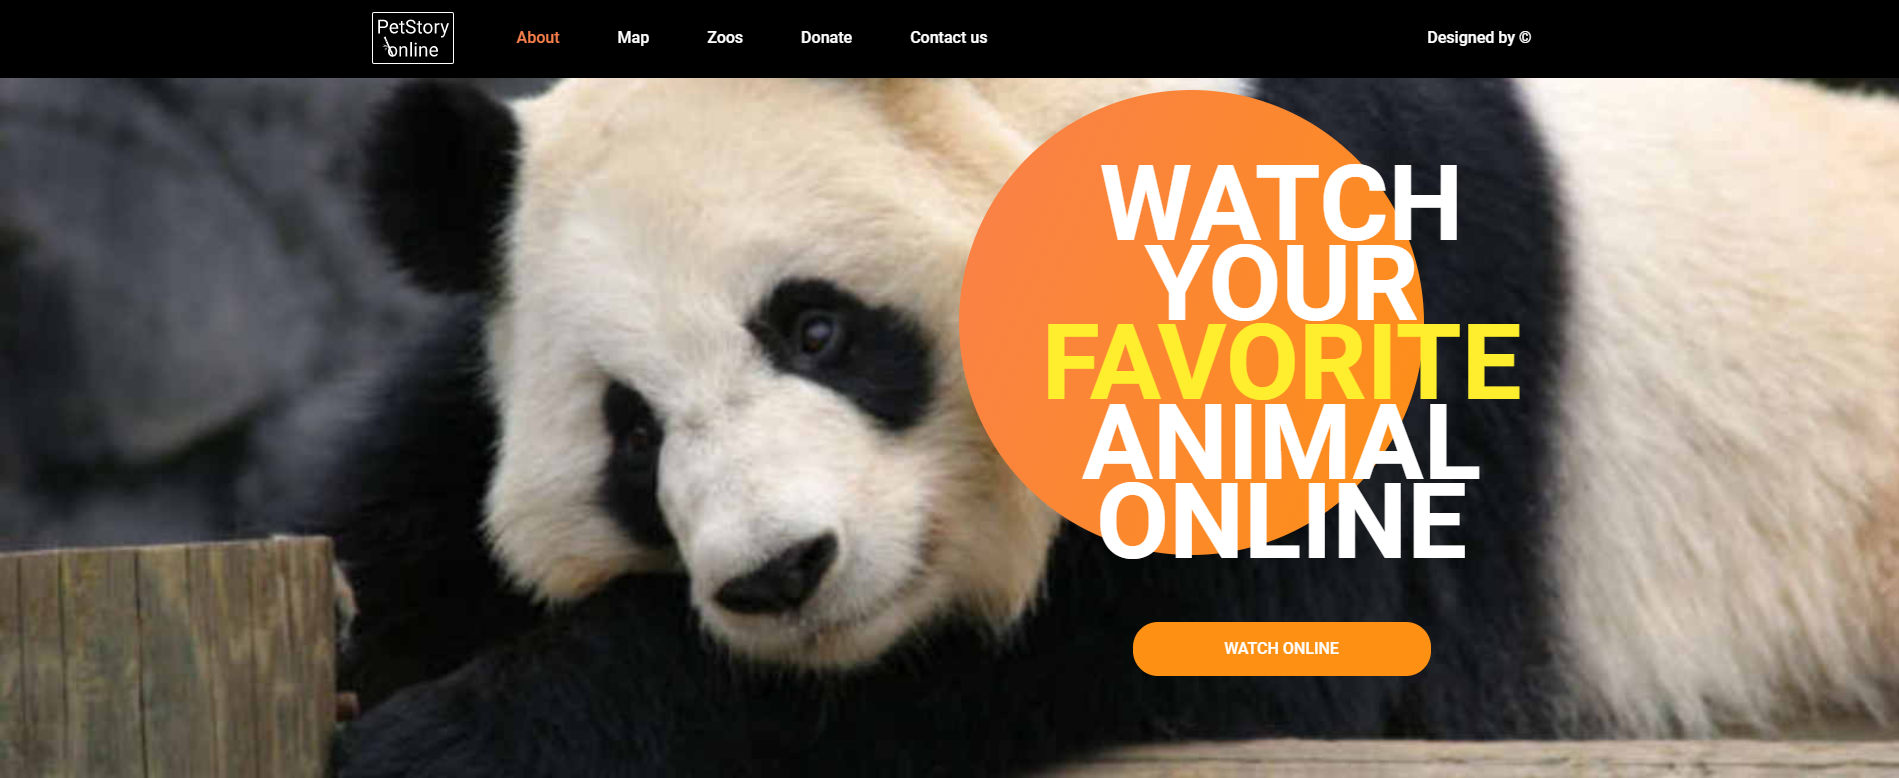 PetStory
online
About
Map
Zoos
Donate
Contact us
Designed by ©
WATCH
YOUR
FAVORITE
ANIMAL
ONLINE
WATCH ONLINE